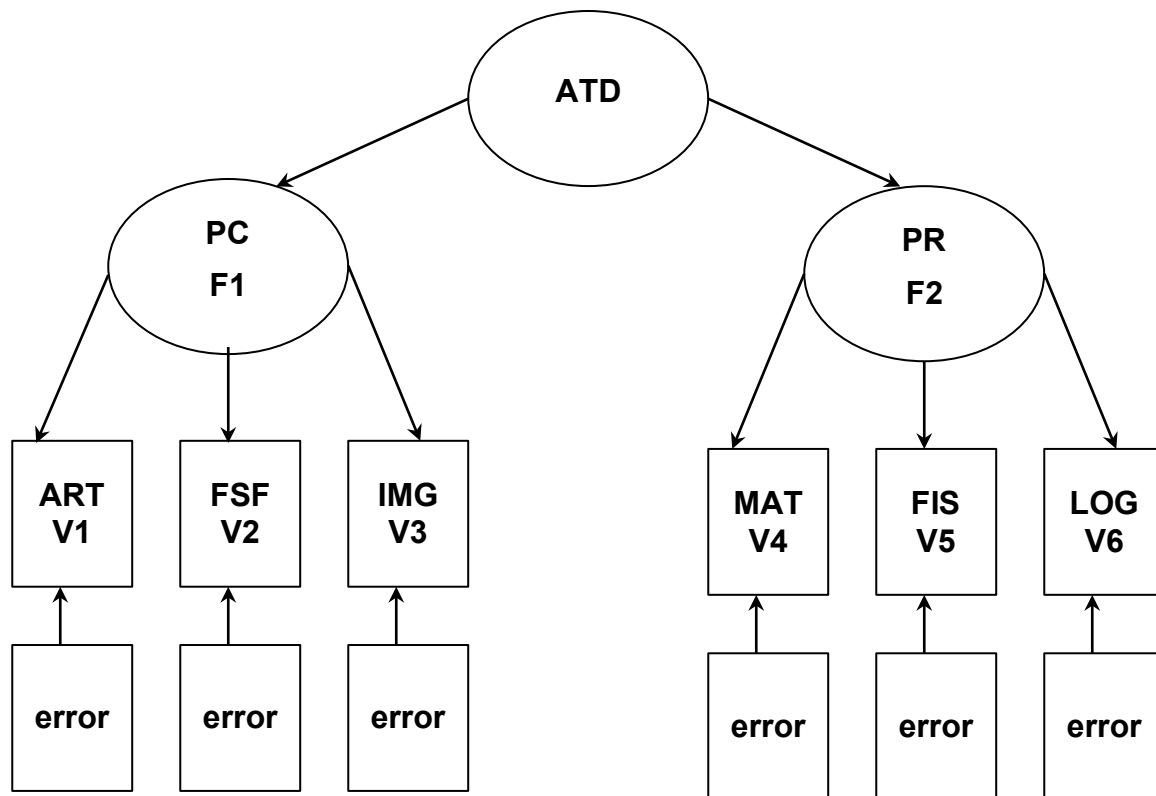 ATD
PC
F1
PR
F2
ART
V1
FSF
V2
IMG
V3
MAT
V4
FIS
V5
LOG
V6
error
error
error
error
error
error